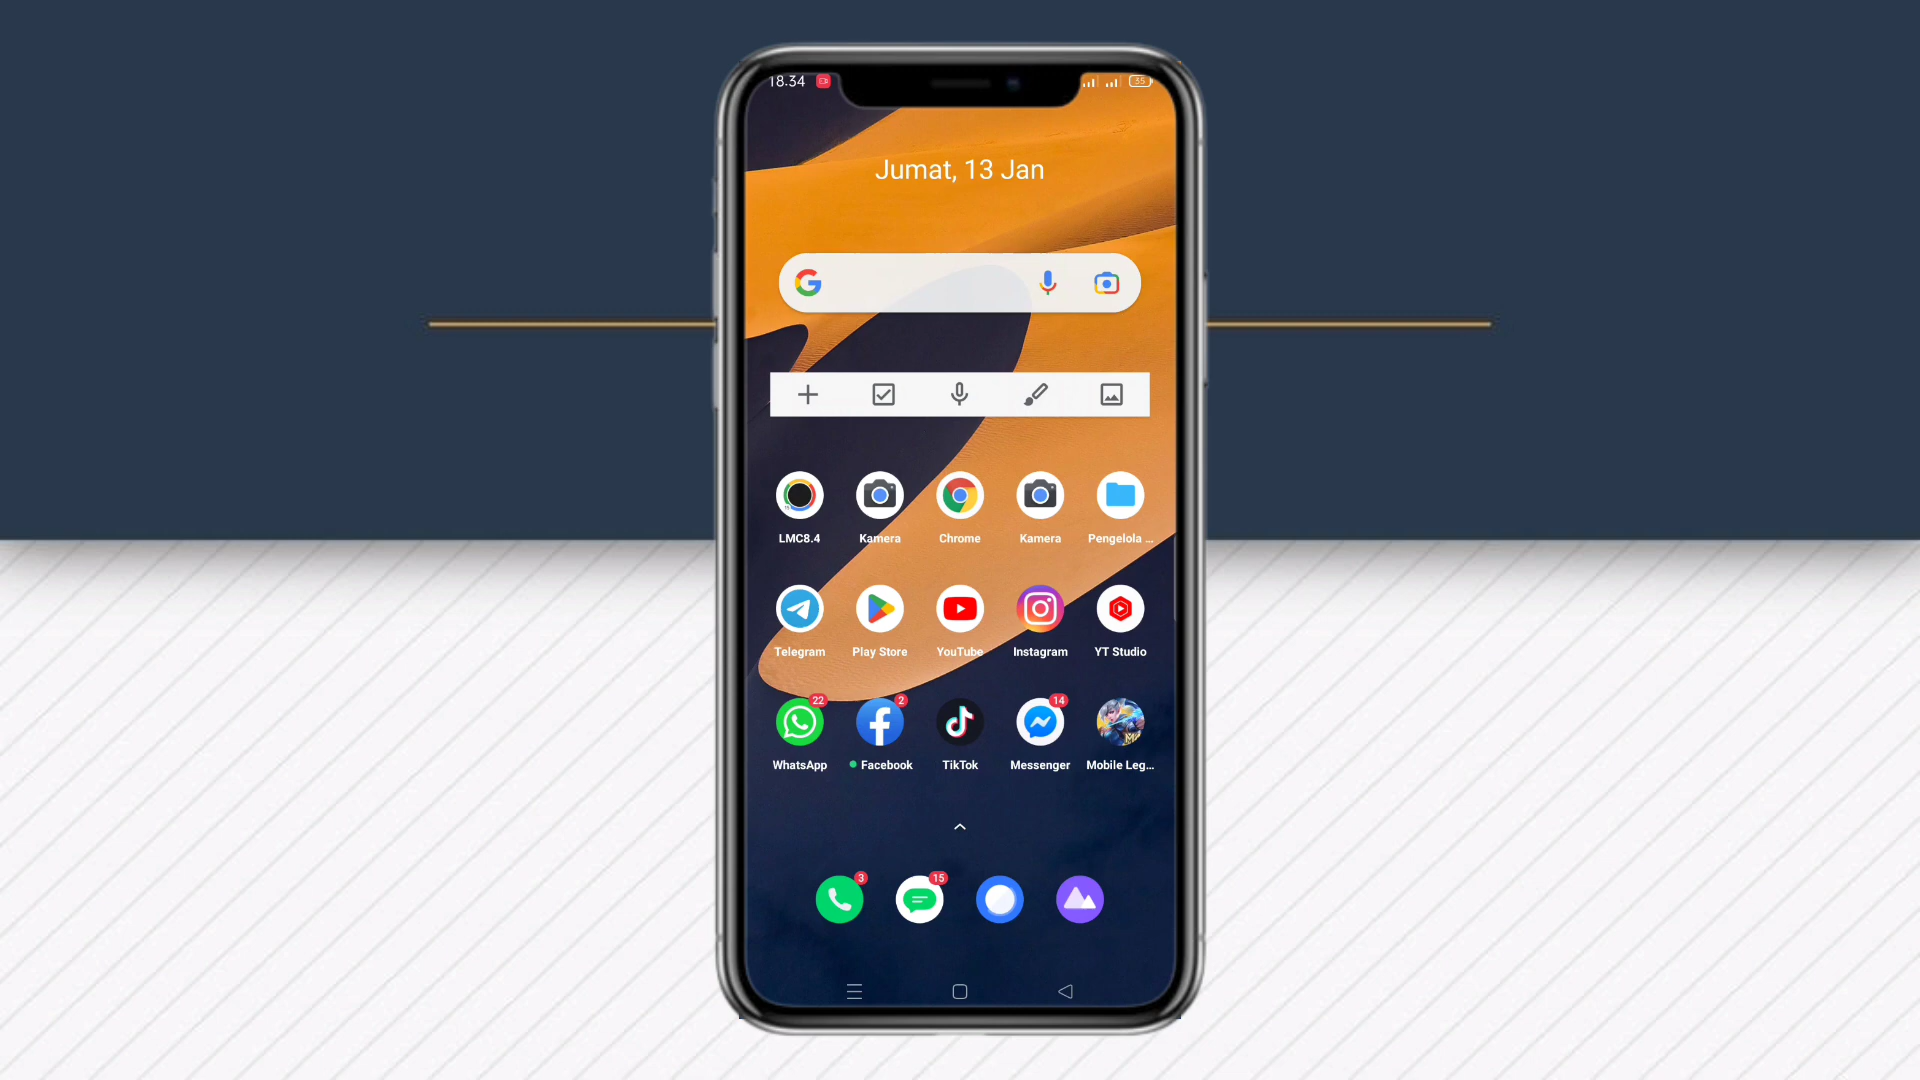 18.34
35
Jumat, 13 Jan
LMC8.4 Kamera Chrome Kamera Pengelola ...
Telegram Play Store YouTube Instagram YT Studio
22 2 14
WhatsApp Facebook TikTok Messenger Mobile Leg...
3 15